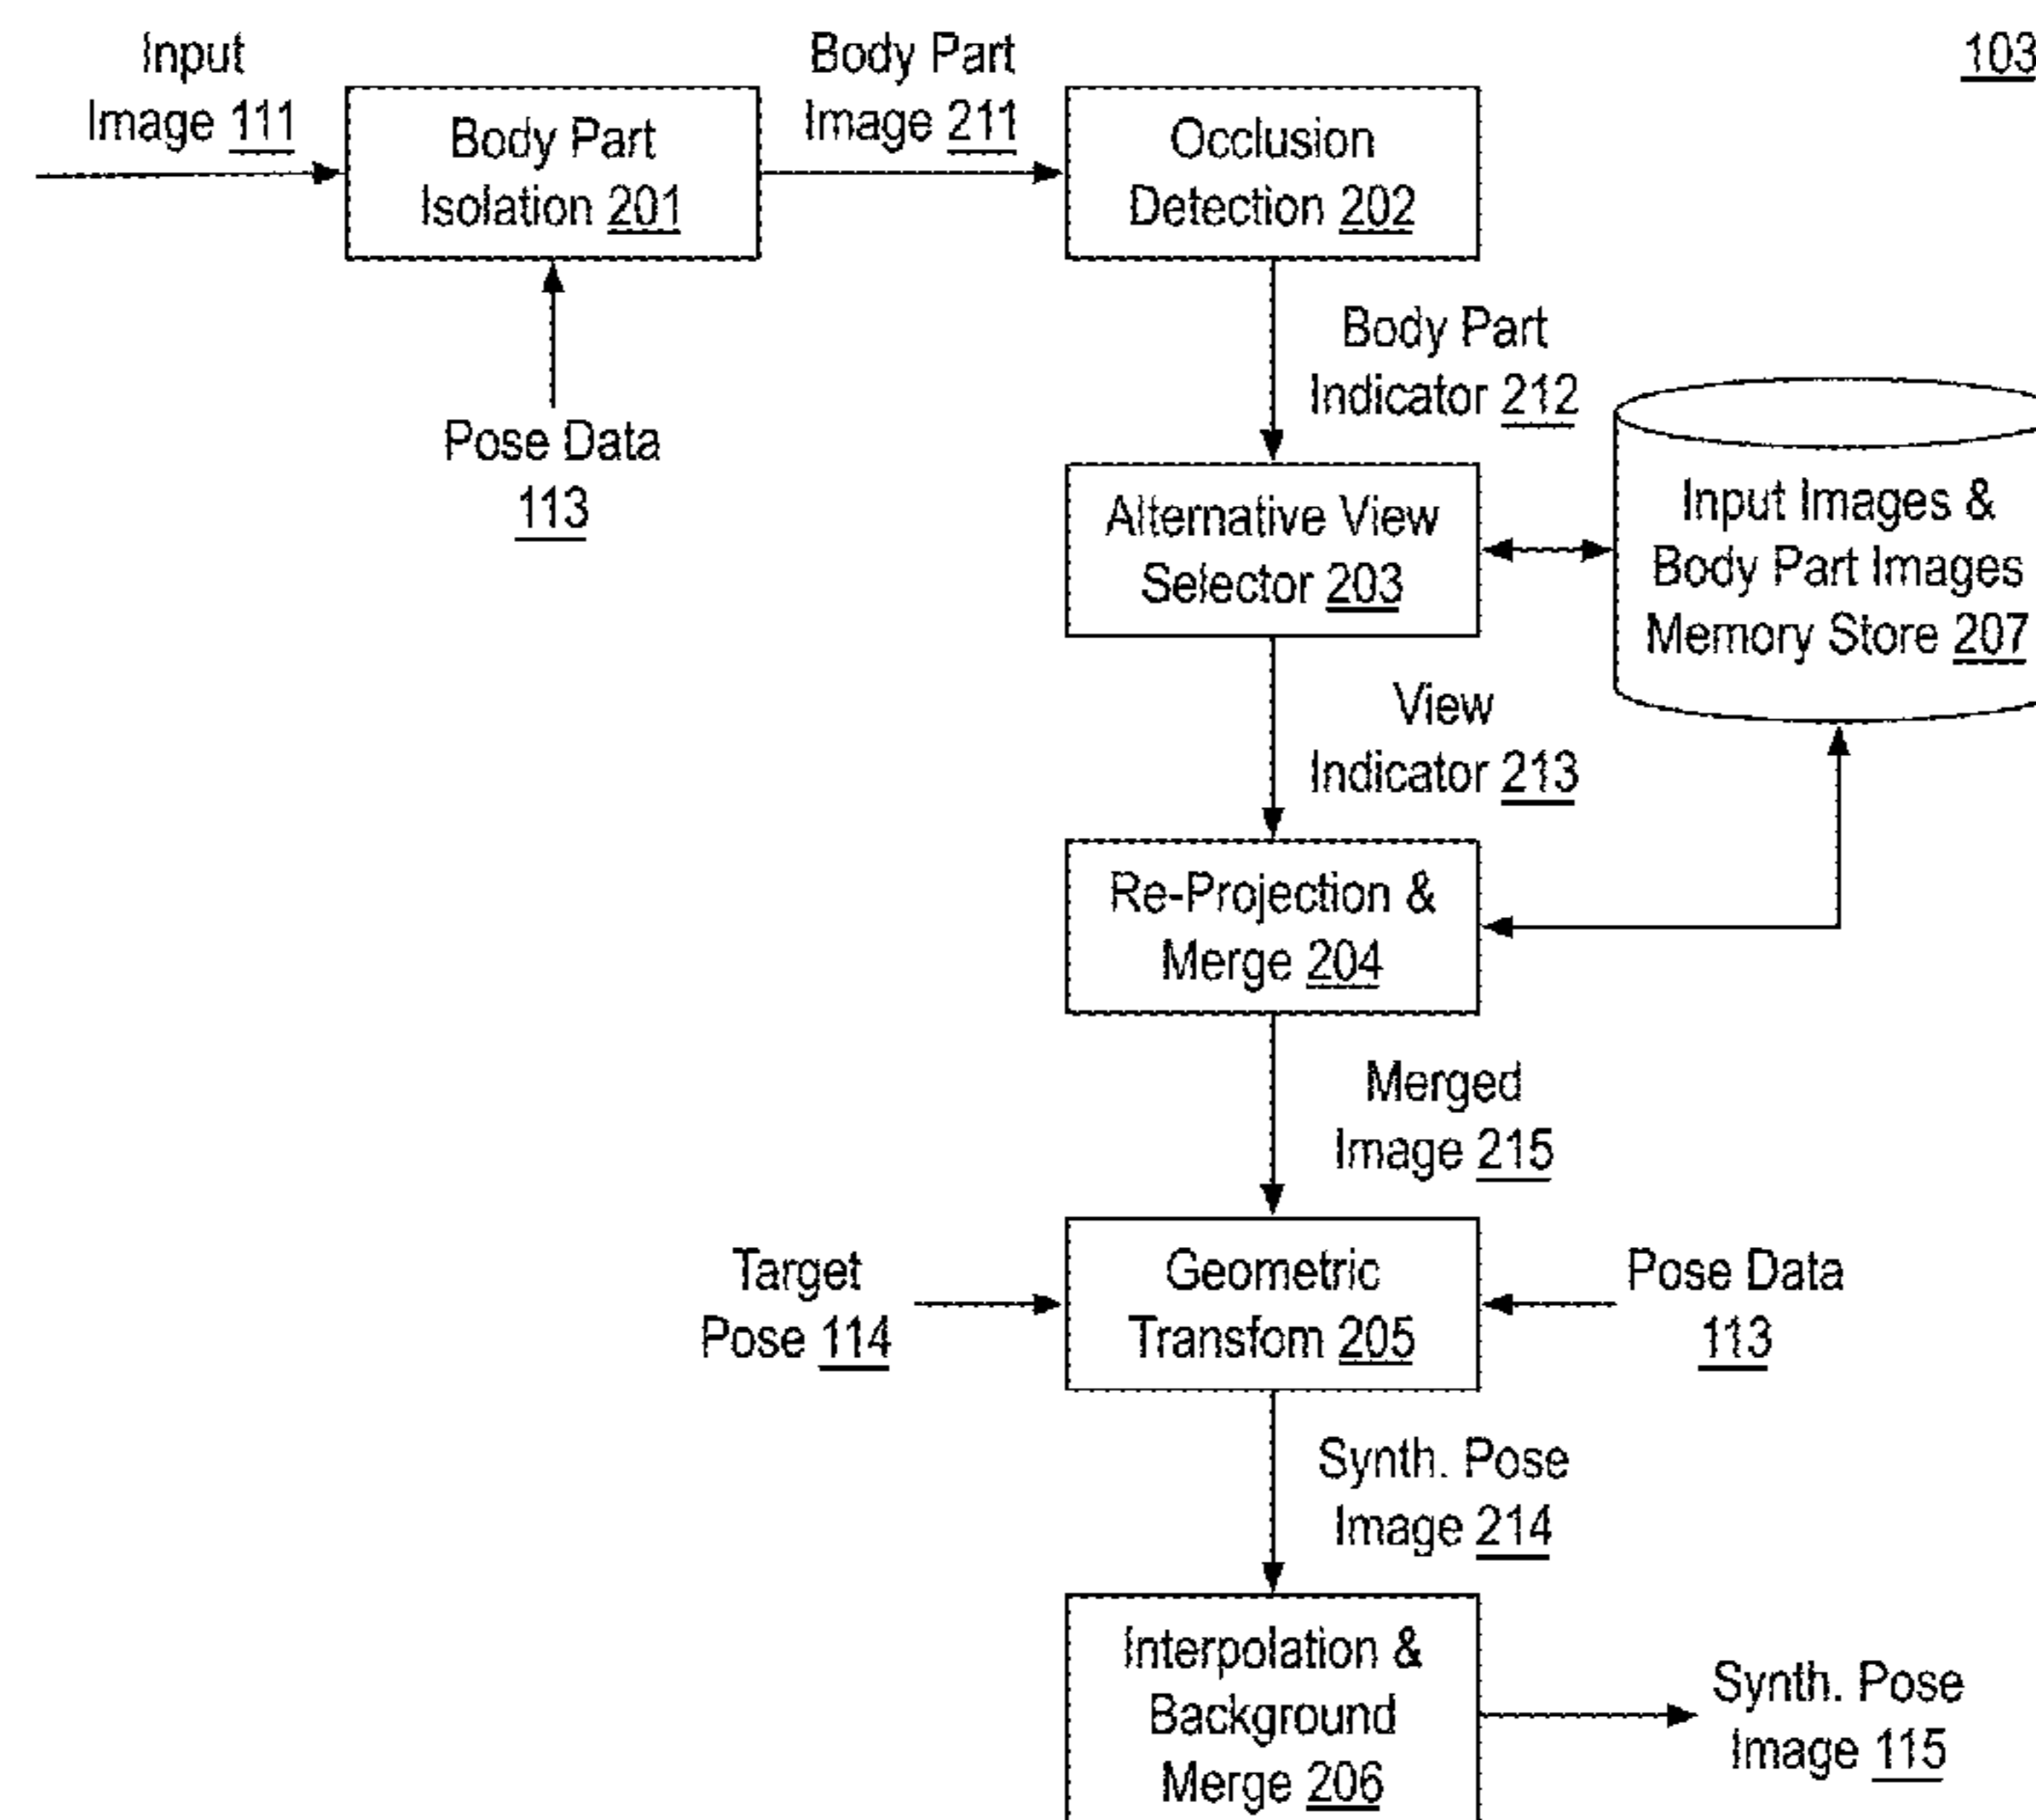 103
Input
Image 111
Body Part
Isolation 201
Body Part
Image 211
Occlusion
Detection 202
Pose Data
113
Body Part
Indicator 212
Alternative View
Selector 203
Input Images &
Body Part Images
Memory Store 207
View
Indicator 213
Re-Projection &
Merge 204
Merged
Image 215
Target
Pose 114
Geometric
Transfom 205
Pose Data
113
Synth. Pose
Image 214
Interpolation &
Background
Merge 206
Synth. Pose
Image 115